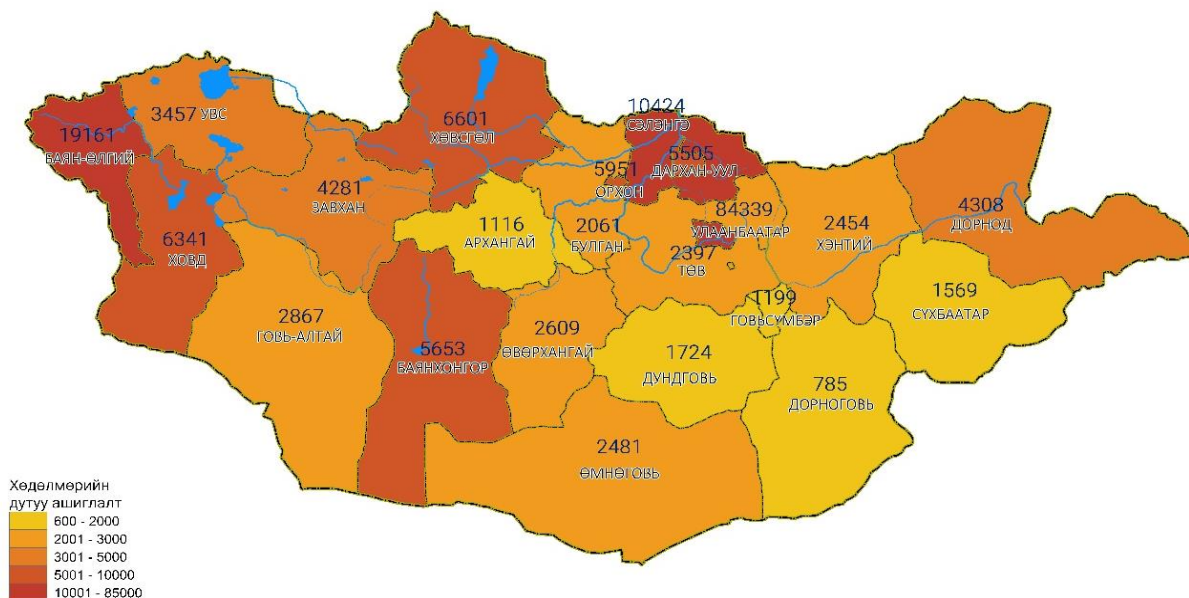 10424
СЭЛЭНГЭ
3457 УВС
6601
ХӨВСГӨЛ
19161
БАЯН-ӨЛГИЙ
5505
ДАРХАН-УУЛ
5951
ОРХОН
4281
ЗАВХАН
84339
УЛААНБААТАР
4308
ДОРНОД
1116
АРХАНГАЙ
2061
БУЛГАН
2454
ХЭНТИЙ
6341
ХОВД
2397
ТӨВ
1569
СҮХБААТАР
1199
ГОВЬСҮМБЭР
2867
ГОВЬ-АЛТАЙ
2609
ӨВӨРХАНГАЙ
5653
БАЯНХОНГОР
1724
ДУНДГОВЬ
785
ДОРНОГОВЬ
2481
ӨМНӨГОВЬ
Хөдөлмөрийн
дутуу ашиглалт
600 - 2000
2001 - 3000
3001 - 5000
5001 - 10000
10001 - 85000